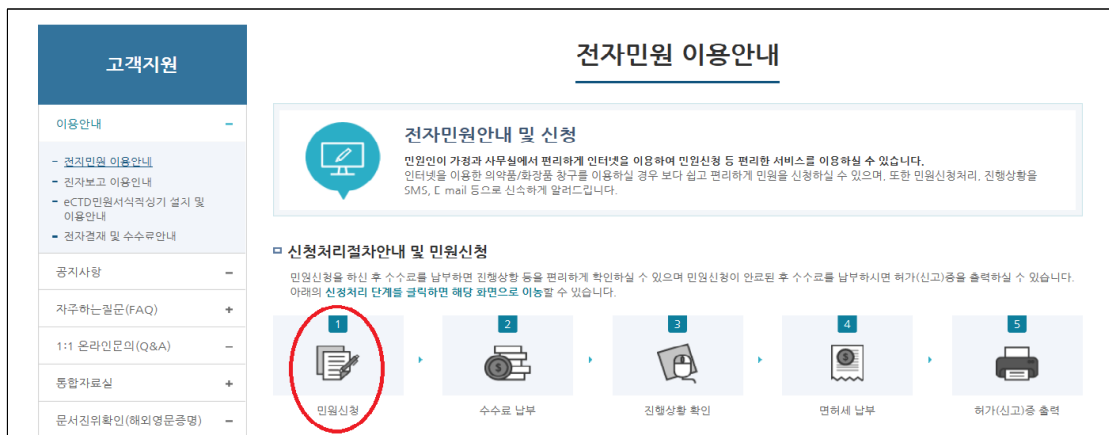 고객지원
이용안내
- 전자민원 이용안내
- 전자보고 이용안내
- eCTD민원서식작성기 설치 및
이용안내
- 전자결재 및 수수료안내
공지사항
자주하는질문(FAQ)
1:1 온라인문의(Q&A)
통합자료실
문서진위확인(해외영문증명)
전자민원 이용안내
전자민원안내 및 신청
민원인이 가정과 사무실에서 편리하게 인터넷을 이용하여 민원신청 등 편리한 서비스를 이용하실 수 있습니다.
인터넷을 이용한 의약품/화장품 창구를 이용하실 경우 보다 쉽고 편리하게 민원을 신청하실 수 있으며, 또한 민원신청처리, 진행상황을
SMS, E mail 등으로 신속하게 알려드립니다.
신청처리절차안내 및 민원신청
민원신청을 하신 후 수수료를 납부하면 진행상황 등을 편리하게 확인하실 수 있으며 민원신청이 완료된 후 수수료를 납부하시면 허가(신고)증을 출력하실 수 있습니다.
아래의 신청처리 단계를 클릭하면 해당 화면으로 이동할 수 있습니다.
1
민원신청
2
수수료 납부
3
진행상황 확인
4
면허세 납부
5
허가(신고)증 출력